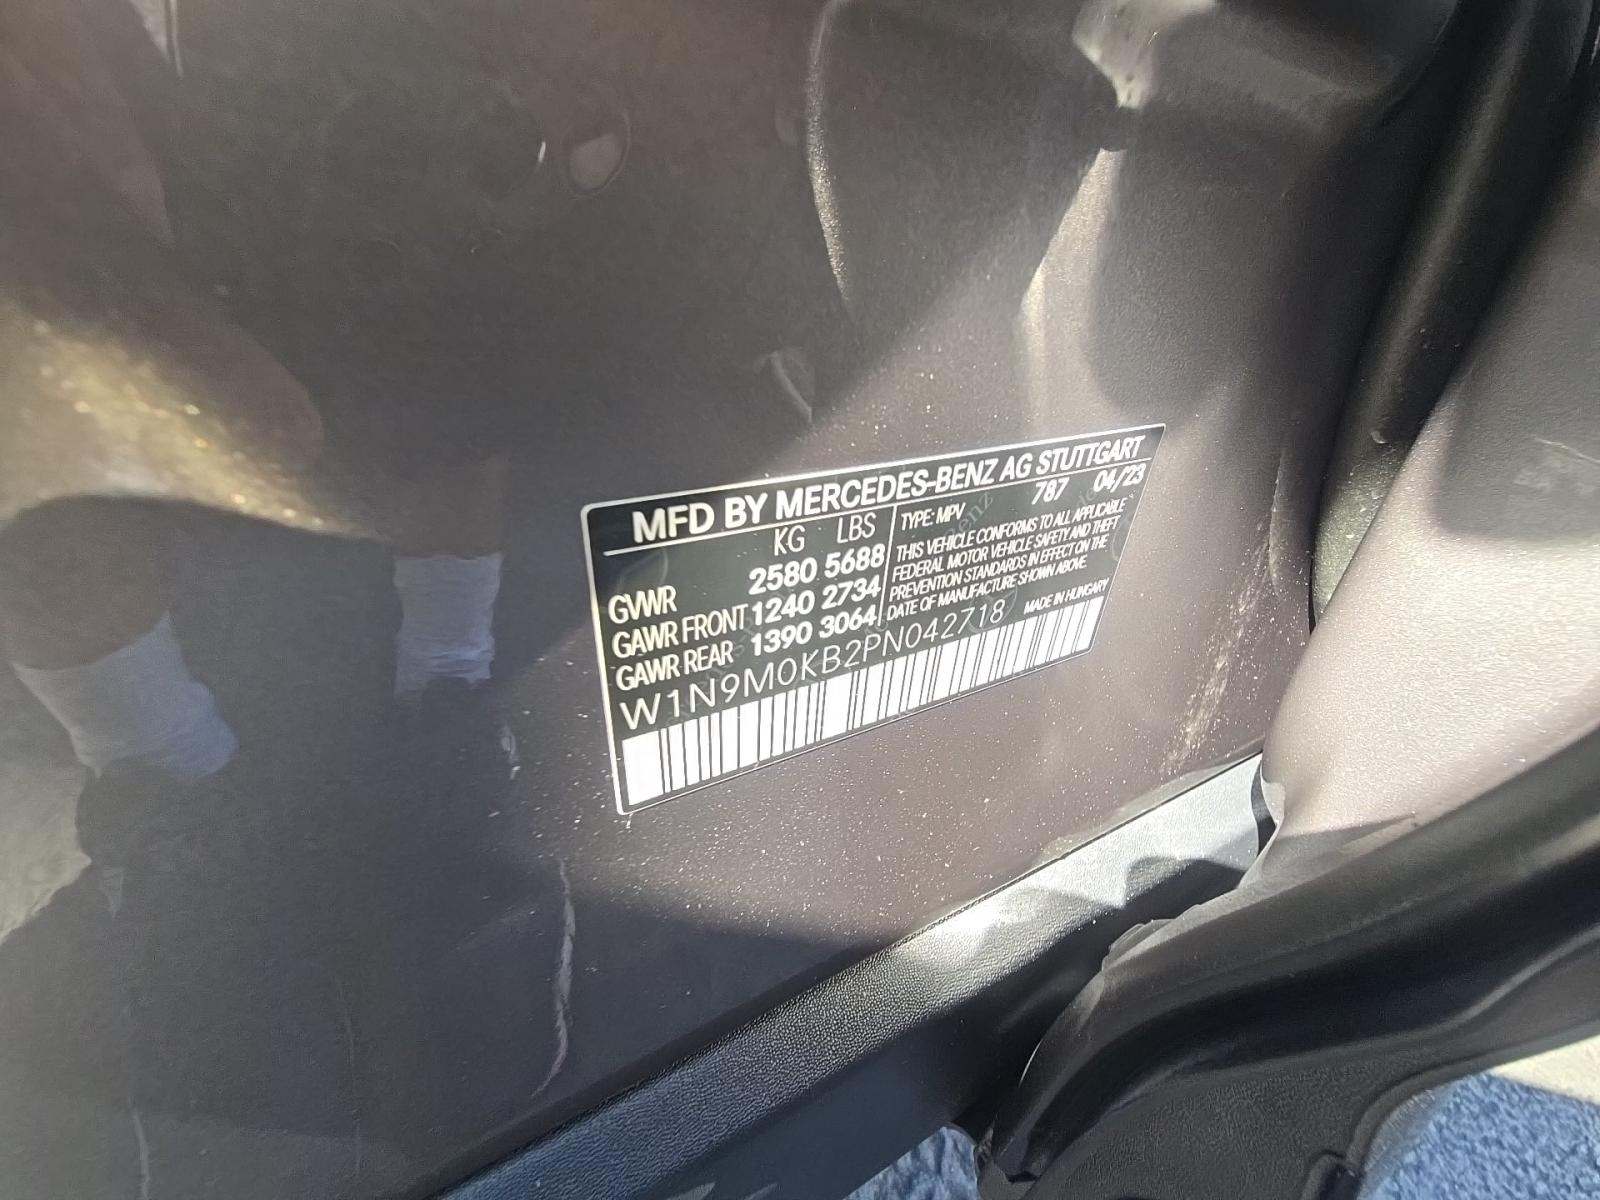 MFD BY MERCEDES-BENZ AG STUTTGART
KG LBS
GVWR 2580 5688
GAWR FRONT 1240 2734
GAWR REAR 1390 3064
TYPE: MPV 787 04/23
THIS VEHICLE CONFORMS TO ALL APPLICABLE
FEDERAL MOTOR VEHICLE SAFETY AND THEFT
PREVENTION STANDARDS IN EFFECT ON THE
DATE OF MANUFACTURE SHOWN ABOVE.
MADE IN HUNGARY
W1N9M0KB2PN042718